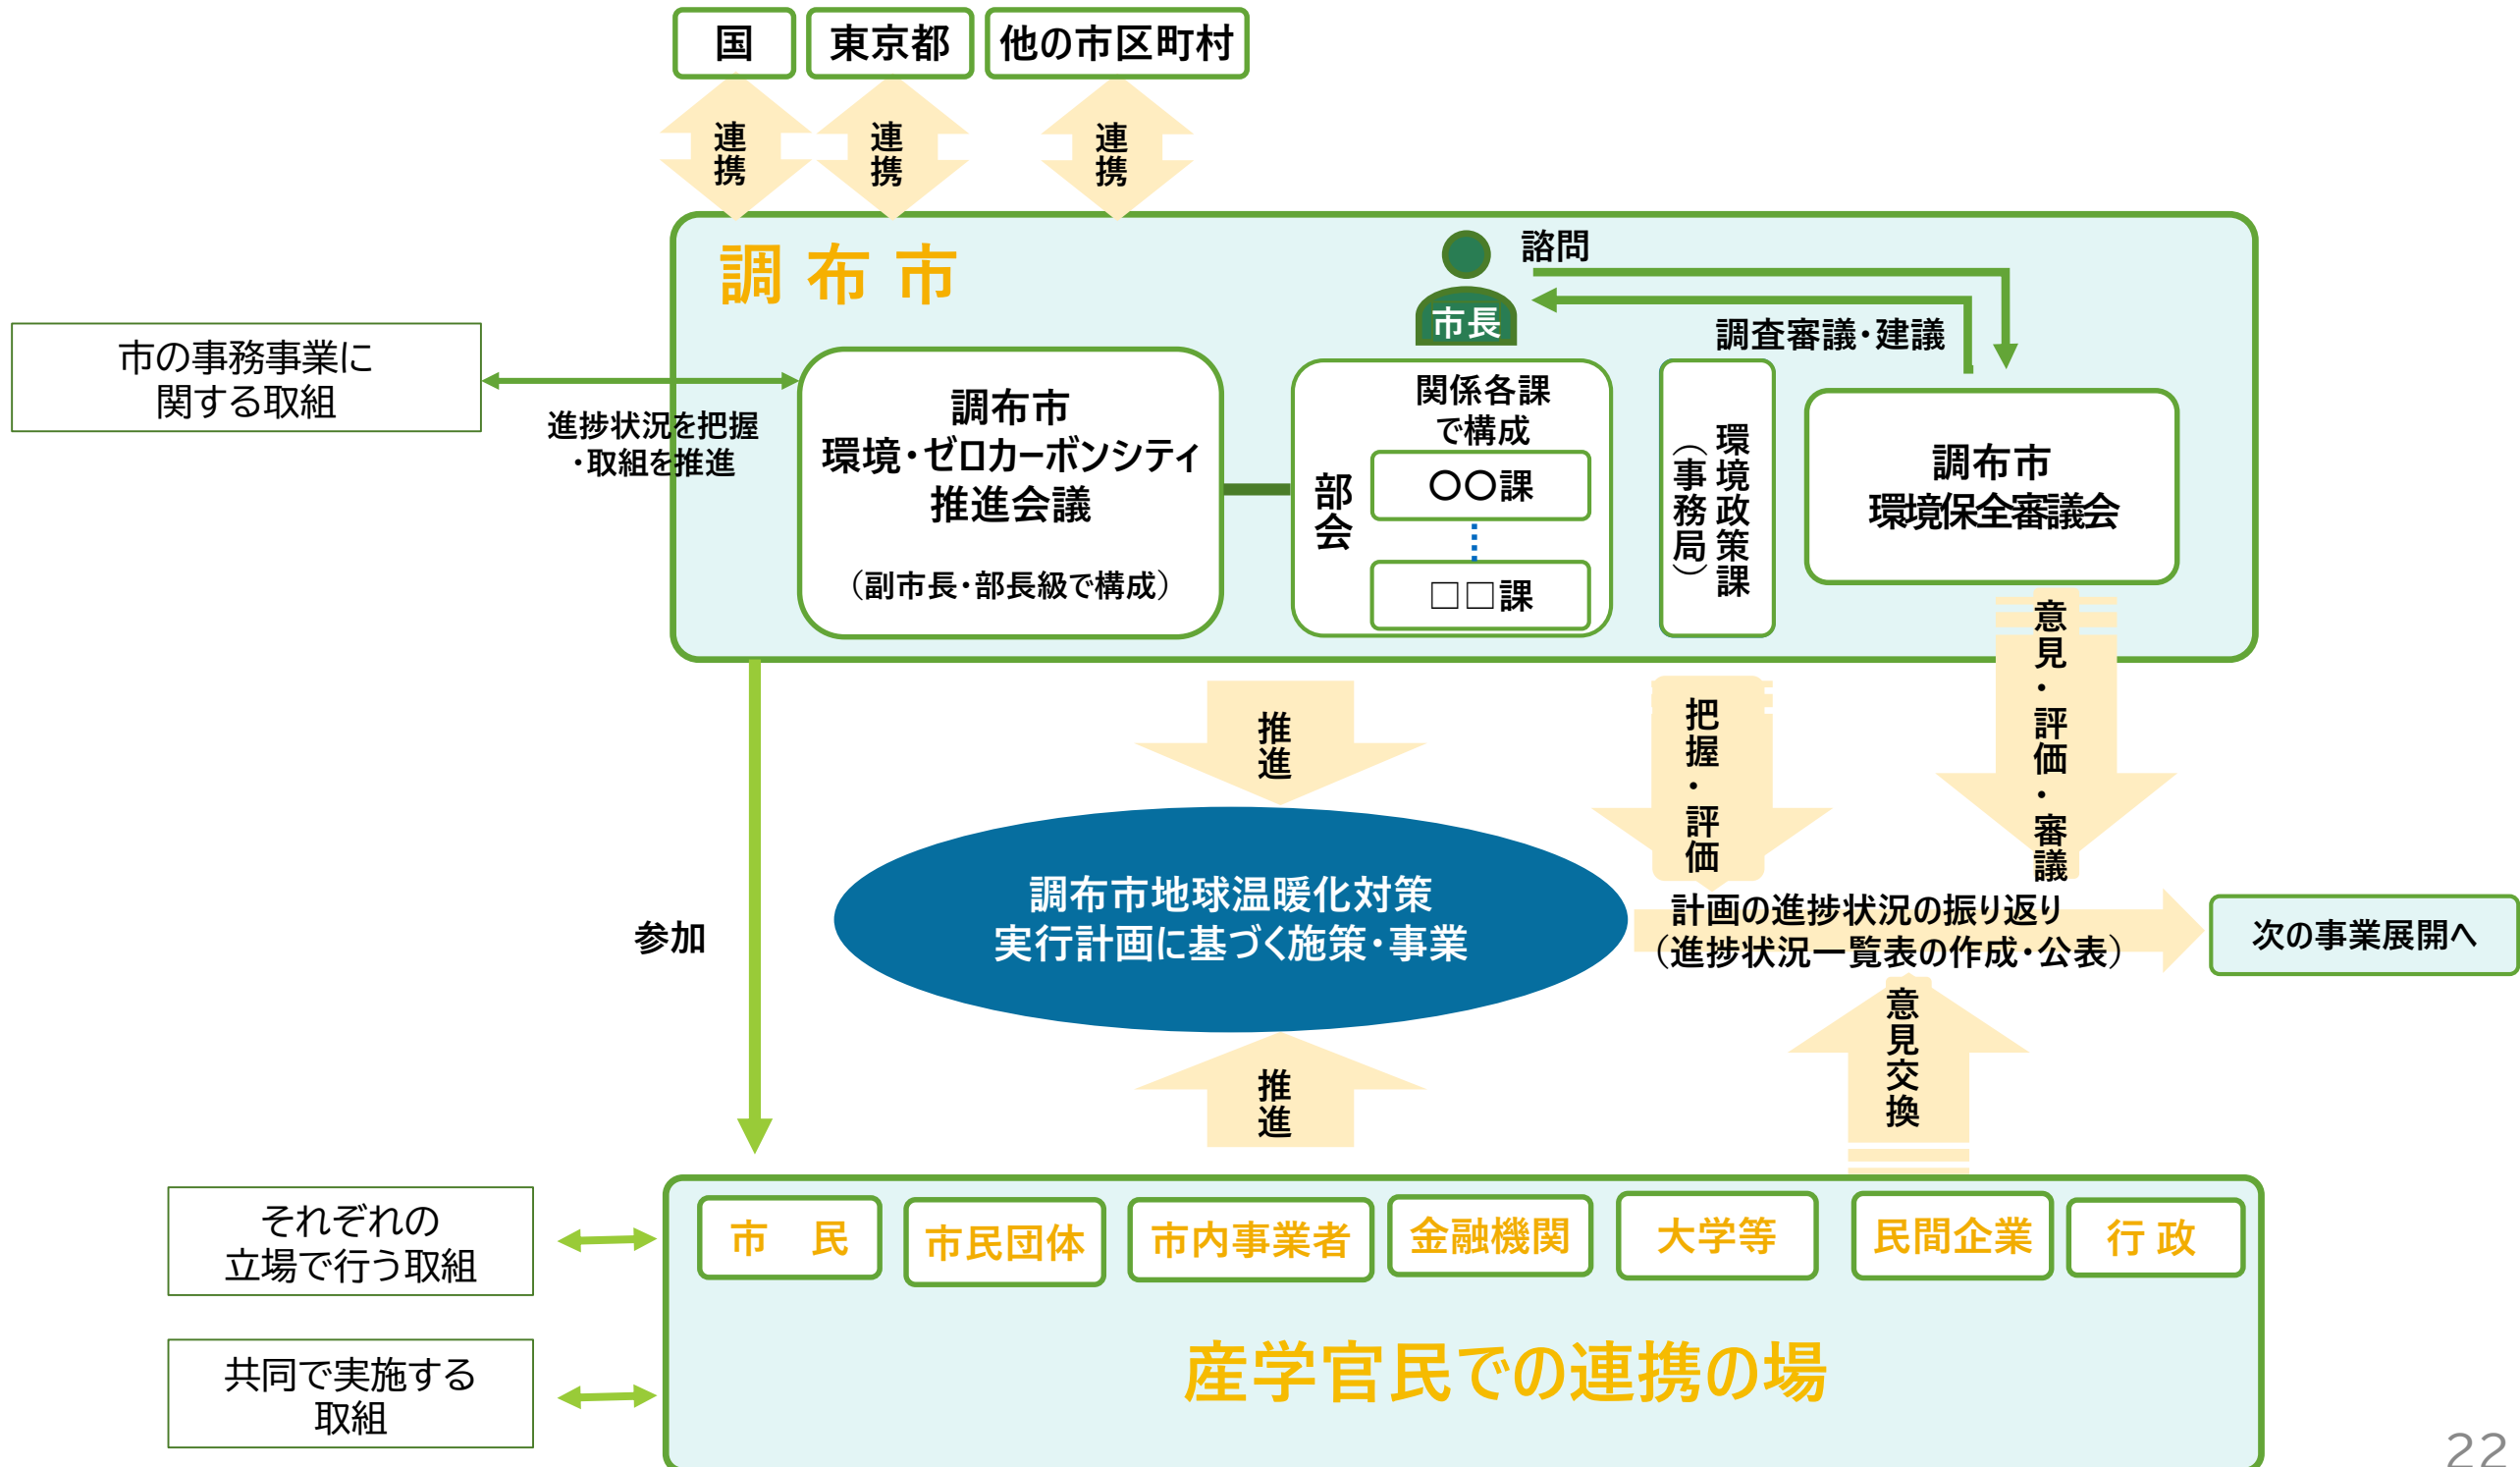 国
東京都
他の市区町村
連携
連携
連携
調布市
市長
諮問
調査審議・建議
市の事務事業に
関する取組
進捗状況を把握
・取組を推進
調布市
環境・ゼロカーボンシティ
推進会議
（副市長・部長級で構成）
部会
関係各課
で構成
〇〇課
□□課
環境政策課
（事務局）
調布市
環境保全審議会
推進
把握・評価
意見・評価・審議
参加
調布市地球温暖化対策
実行計画に基づく施策・事業
計画の進捗状況の振り返り
（進捗状況一覧表の作成・公表）
次の事業展開へ
推進
意見交換
それぞれの
立場で行う取組
共同で実施する
取組
市　民
市民団体
市内事業者
金融機関
大学等
民間企業
行 政
産学官民での連携の場
22